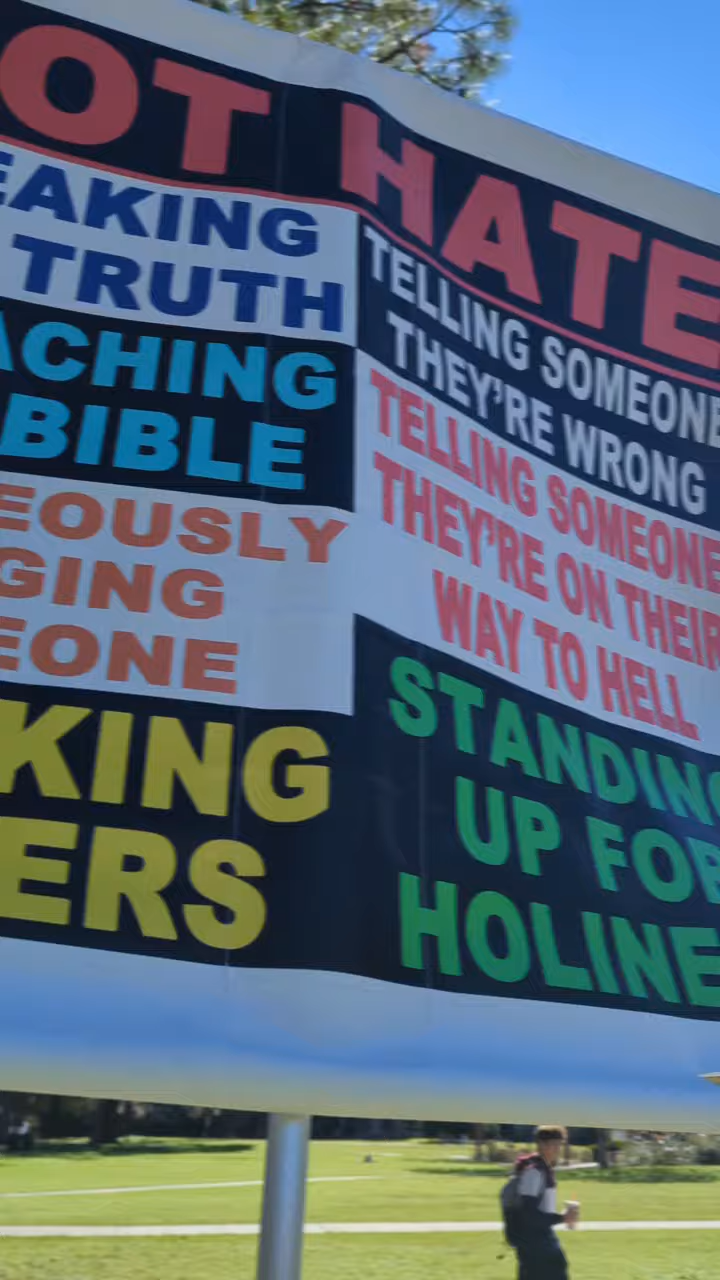 OT HATE
EAKING
TRUTH
ACHING
BIBLE
EOUSLY
GING
EONE
KING
ERS
TELLING SOMEONE
THEY'RE WRONG
TELLING SOMEONE
THEY'RE ON THEIR
WAY TO HELL
STANDING
UP FOR
HOLINE